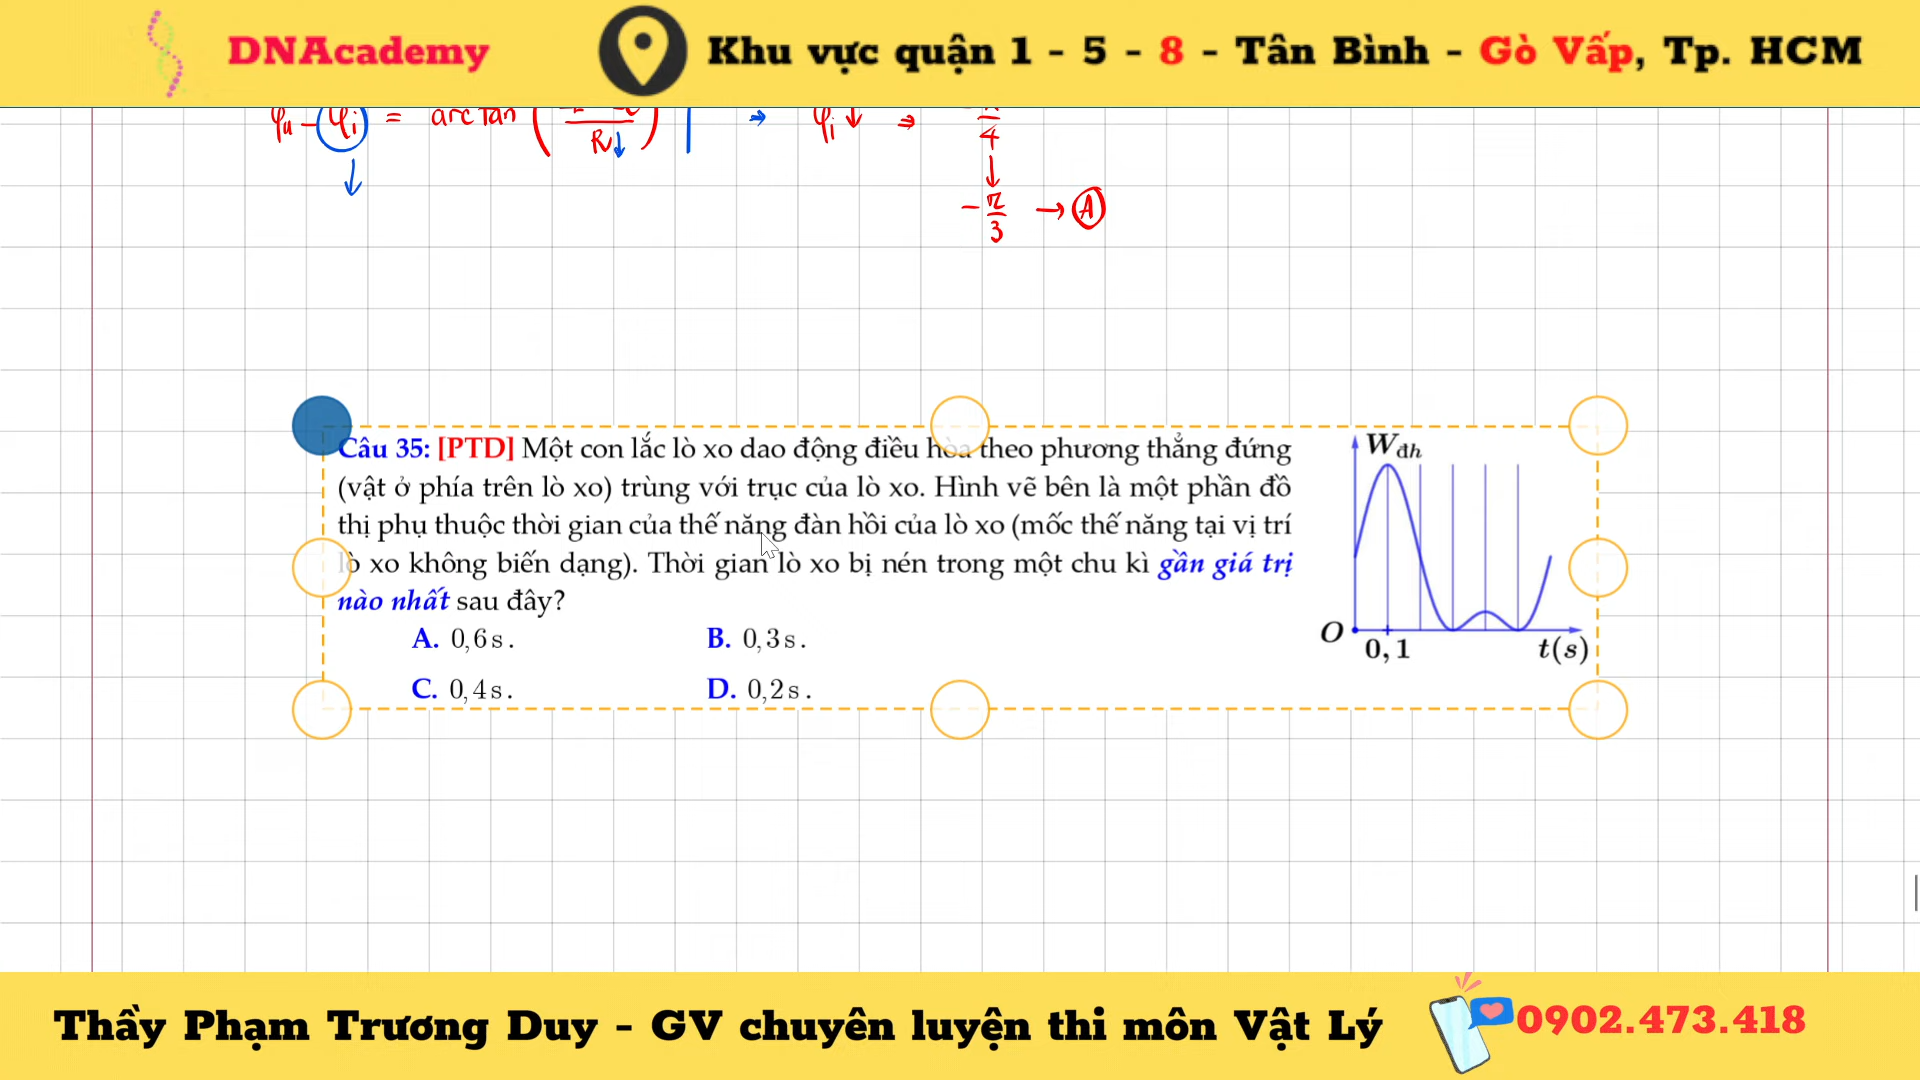 DNAcademy
Khu vực quận 1 - 5 - 8 - Tân Bình - Gò Vấp, Tp. HCM
φu - φi = arctan ( R↓ ) ⇒ φi ↓ ⇒ 4
↓
-π/3 → A
Câu 35: [PTD] Một con lắc lò xo dao động điều hòa theo phương thẳng đứng
(vật ở phía trên lò xo) trùng với trục của lò xo. Hình vẽ bên là một phần đồ
thị phụ thuộc thời gian của thế năng đàn hồi của lò xo (mốc thế năng tại vị trí
lò xo không biến dạng). Thời gian lò xo bị nén trong một chu kì gần giá trị
nào nhất sau đây?
A. 0,6 s.
B. 0,3 s.
C. 0,4 s.
D. 0,2 s.
Wđh
O
0,1
t(s)
Thầy Phạm Trương Duy - GV chuyên luyện thi môn Vật Lý
0902.473.418